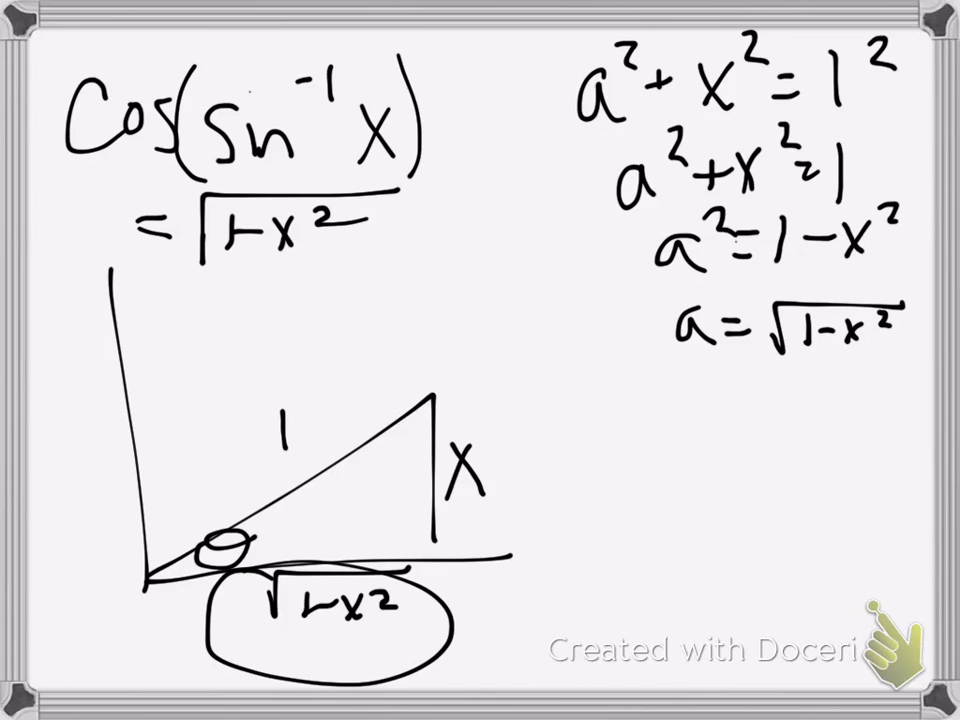 Cos(Sin⁻¹ x)
= √1-x²
a² + x² = 1²
a² + x² = 1
a² = 1 - x²
a = √1-x²
1
x
θ
√1-x²
Created with Doceri